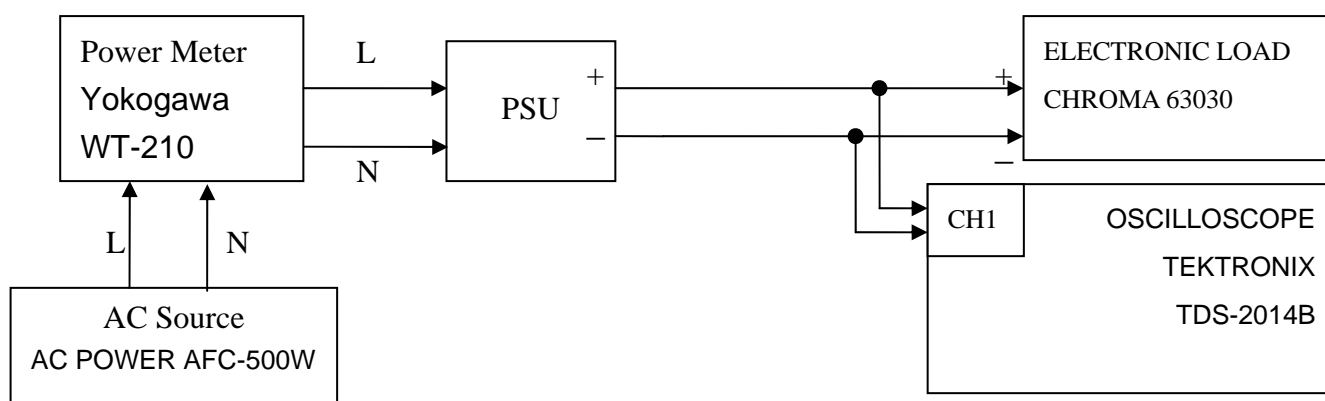 Power Meter
Yokogawa
WT-210
L
N
PSU
+
–
+
–
ELECTRONIC LOAD
CHROMA 63030
CH1
OSCILLOSCOPE
TEKTRONIX
TDS-2014B
L
N
AC Source
AC POWER AFC-500W